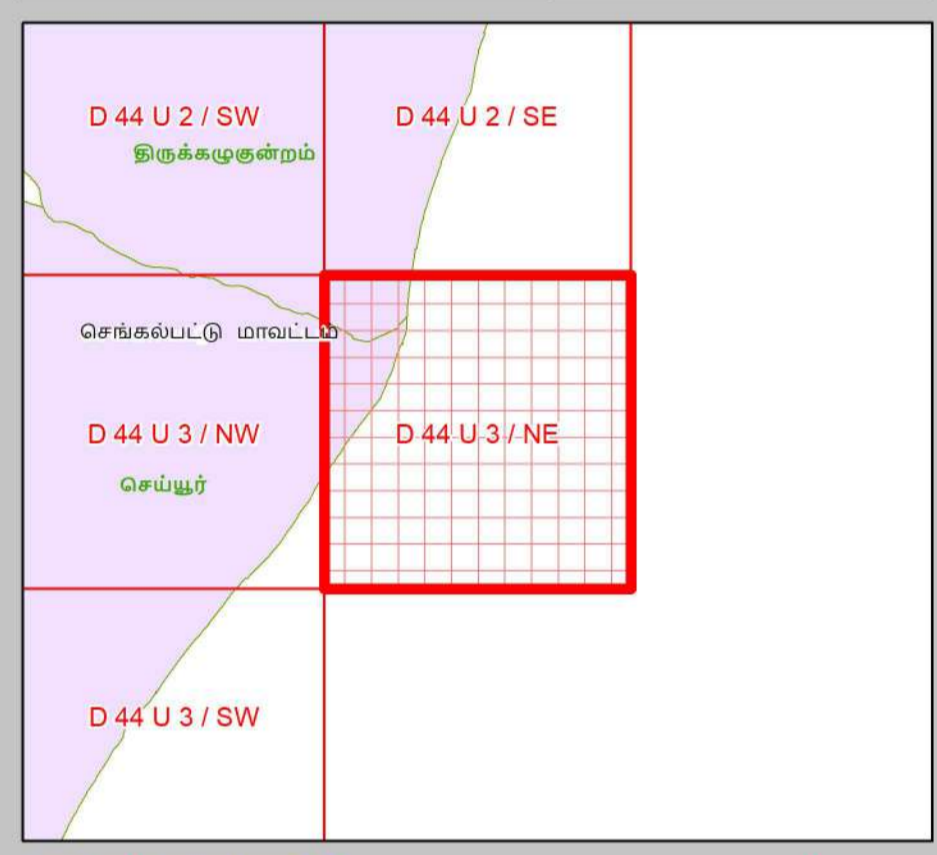 D 44 U 2 / SW
D 44 U 2 / SE
திருக்கழுகுன்றம்
செங்கல்பட்டு மாவட்டம்
D 44 U 3 / NW
D 44 U 3 / NE
செய்யூர்
D 44 U 3 / SW